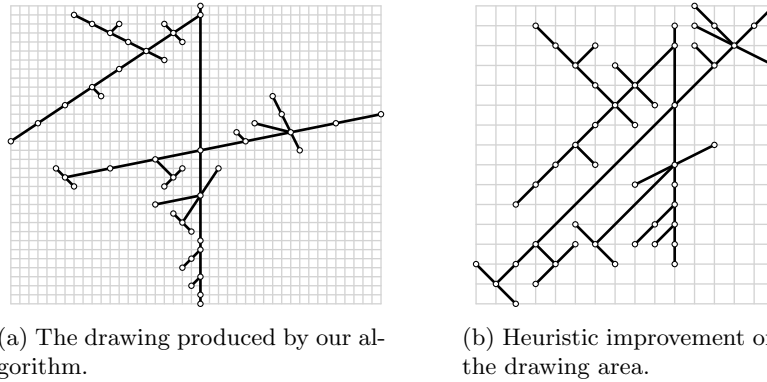 (a) The drawing produced by our al-
gorithm.
(b) Heuristic improvement
the drawing area.